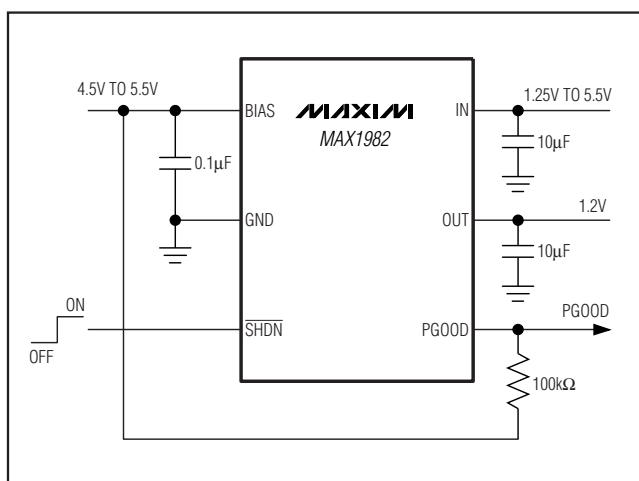 4.5V TO 5.5V
BIAS
MAXIM
MAX1982
IN
1.25V TO 5.5V
0.1µF
10µF
GND
OUT
1.2V
10µF
ON
OFF
SHDN
PGOOD
PGOOD
100kΩ